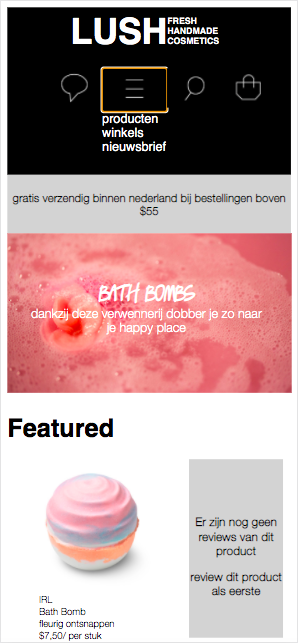 LUSH FRESH
HANDMADE
COSMETICS
producten
winkels
nieuwsbrief
gratis verzendig binnen nederland bij bestellingen boven
$55
BATH BOMBS
dankzij deze verwennerij dobber je zo naar
je happy place
Featured
Er zijn nog geen
reviews van dit
product
review dit product
als eerste
IRL
Bath Bomb
fleurig ontsnappen
$7,50/ per stuk